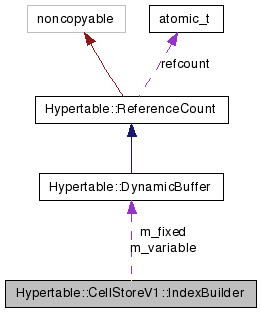 noncopyable
atomic_t
refcount
Hypertable::ReferenceCount
Hypertable::DynamicBuffer
m_fixed
m_variable
Hypertable::CellStoreV1::IndexBuilder